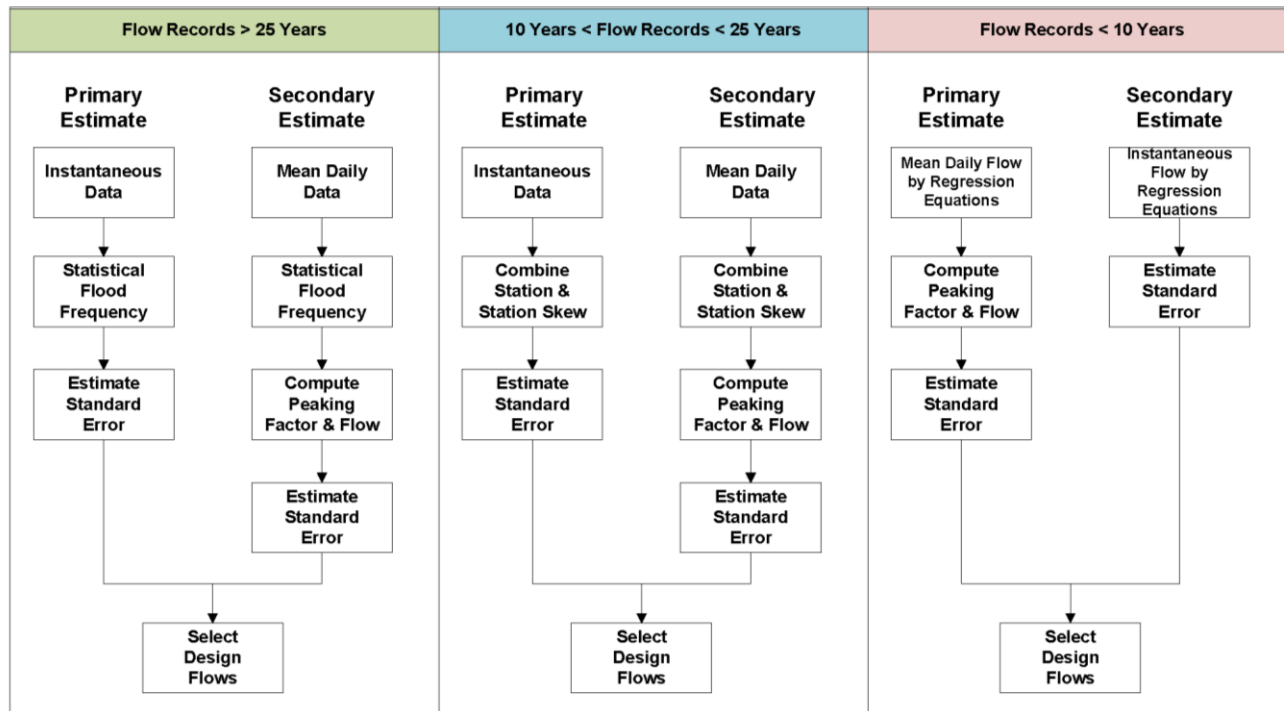 Flow Records > 25 Years
Primary
Estimate
Secondary
Estimate
Instantaneous
Data
Mean Daily
Data
Statistical
Flood
Frequency
Statistical
Flood
Frequency
Estimate
Standard
Error
Compute
Peaking
Factor & Flow
Estimate
Standard
Error
Select
Design
Flows
10 Years < Flow Records < 25 Years
Primary
Estimate
Secondary
Estimate
Instantaneous
Data
Mean Daily
Data
Combine
Station &
Station Skew
Combine
Station &
Station Skew
Estimate
Standard
Error
Compute
Peaking
Factor & Flow
Estimate
Standard
Error
Select
Design
Flows
Flow Records < 10 Years
Primary
Estimate
Secondary
Estimate
Mean Daily Flow
by Regression
Equations
Instantaneous
Flow by
Regression
Equations
Compute
Peaking
Factor & Flow
Estimate
Standard
Error
Estimate
Standard
Error
Select
Design
Flows